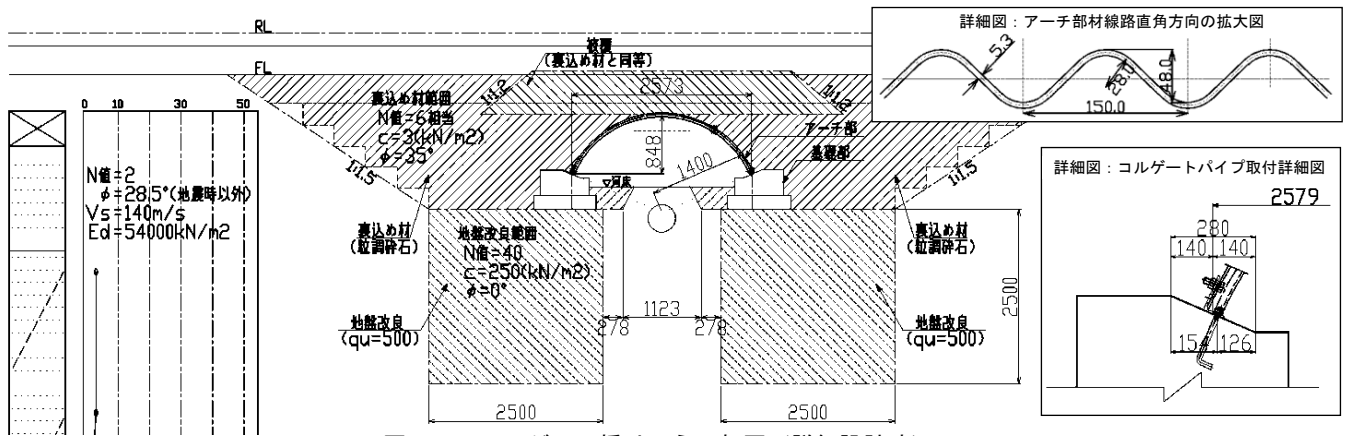 RL
FL
0 10 30 50
N値=2
φ=28.5°(地震時以外)
Vs=140m/s
Ed=54000kN/m2
被覆
(裏込め材と同等)
1:1.2
1:1.2
裏込め材範囲
N値=6相当
c=3(kN/m2)
φ=35°
2573
848
1400
アーチ部
基礎部
▽河床
1:1.5
1:1.5
裏込め材
(粒調砕石)
裏込め材
(粒調砕石)
地盤改良範囲
N値=40
c=250(kN/m2)
φ=0°
地盤改良
(qu=500)
地盤改良
(qu=500)
278 1123 278
2500
2500
2500
詳細図：アーチ部材線路直角方向の拡大図
5.3
28.0
48.0
150.0
詳細図：コルゲートパイプ取付詳細図
2579
280
140 140
154 126